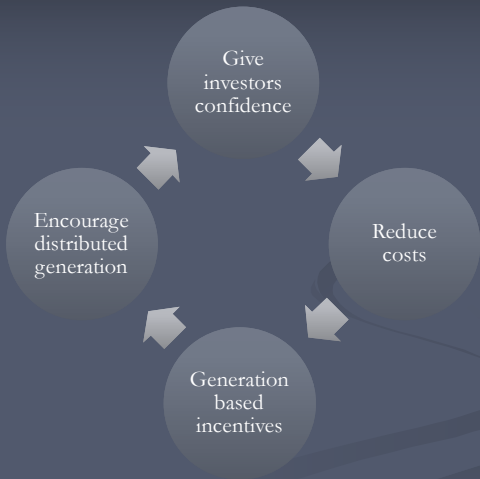 Give
investors
confidence
Reduce
costs
Generation
based
incentives
Encourage
distributed
generation